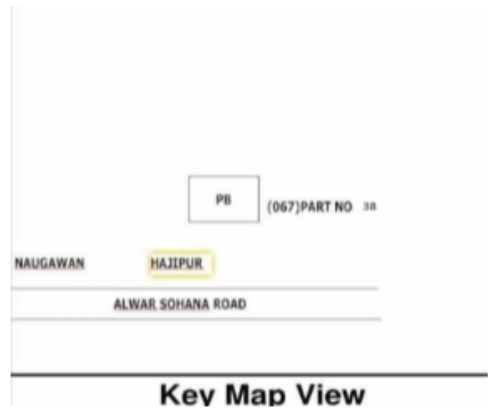 PB
(067)PART NO 38
NAUGAWAN HAJIPUR
ALWAR SOHANA ROAD
Key Map View